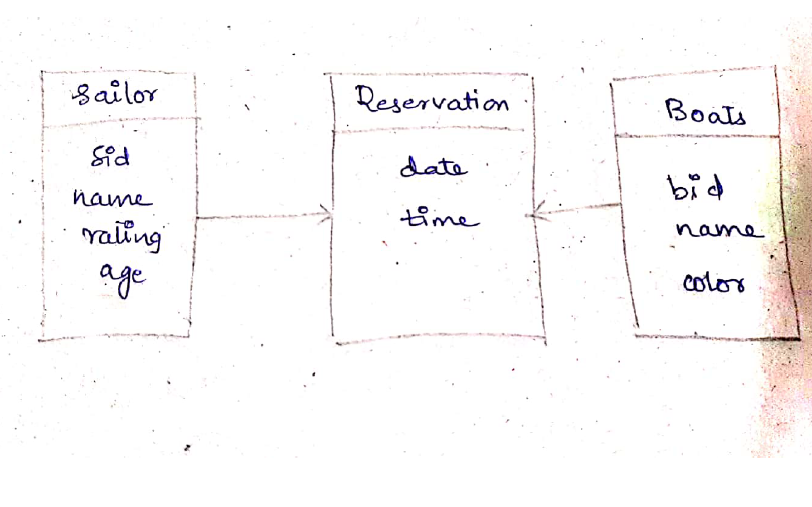 Sailor
sid
name
rating
age
Reservation
date
time
Boats
bid
name
color